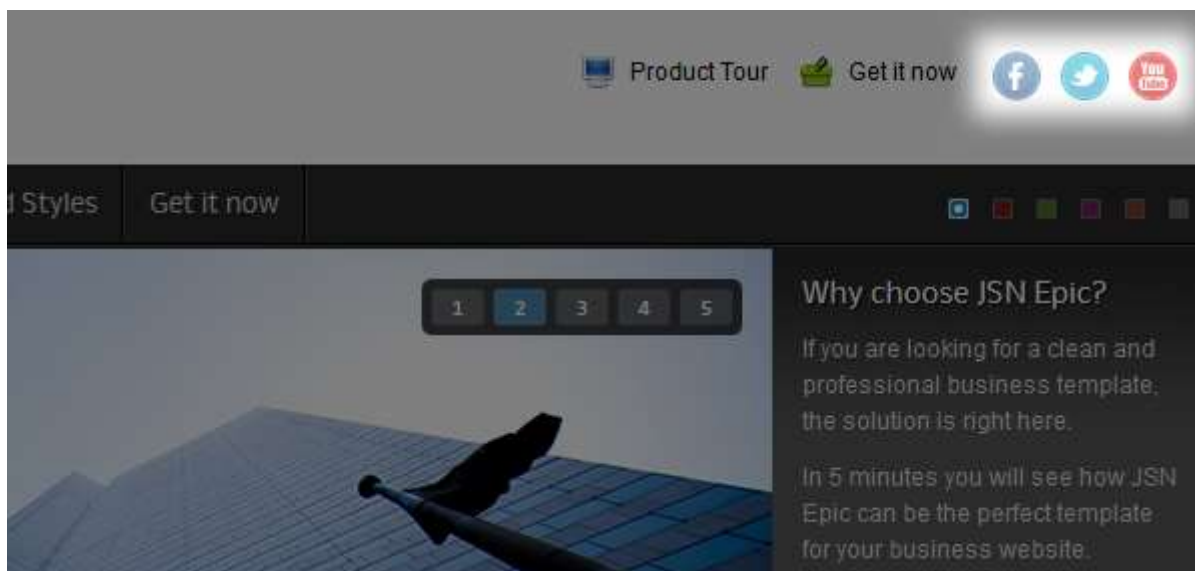 Product Tour Get it now f You Tube
d Styles Get it now
1 2 3 4 5
Why choose JSN Epic?
If you are looking for a clean and
professional business template,
the solution is right here.
In 5 minutes you will see how JSN
Epic can be the perfect template
for your business website.